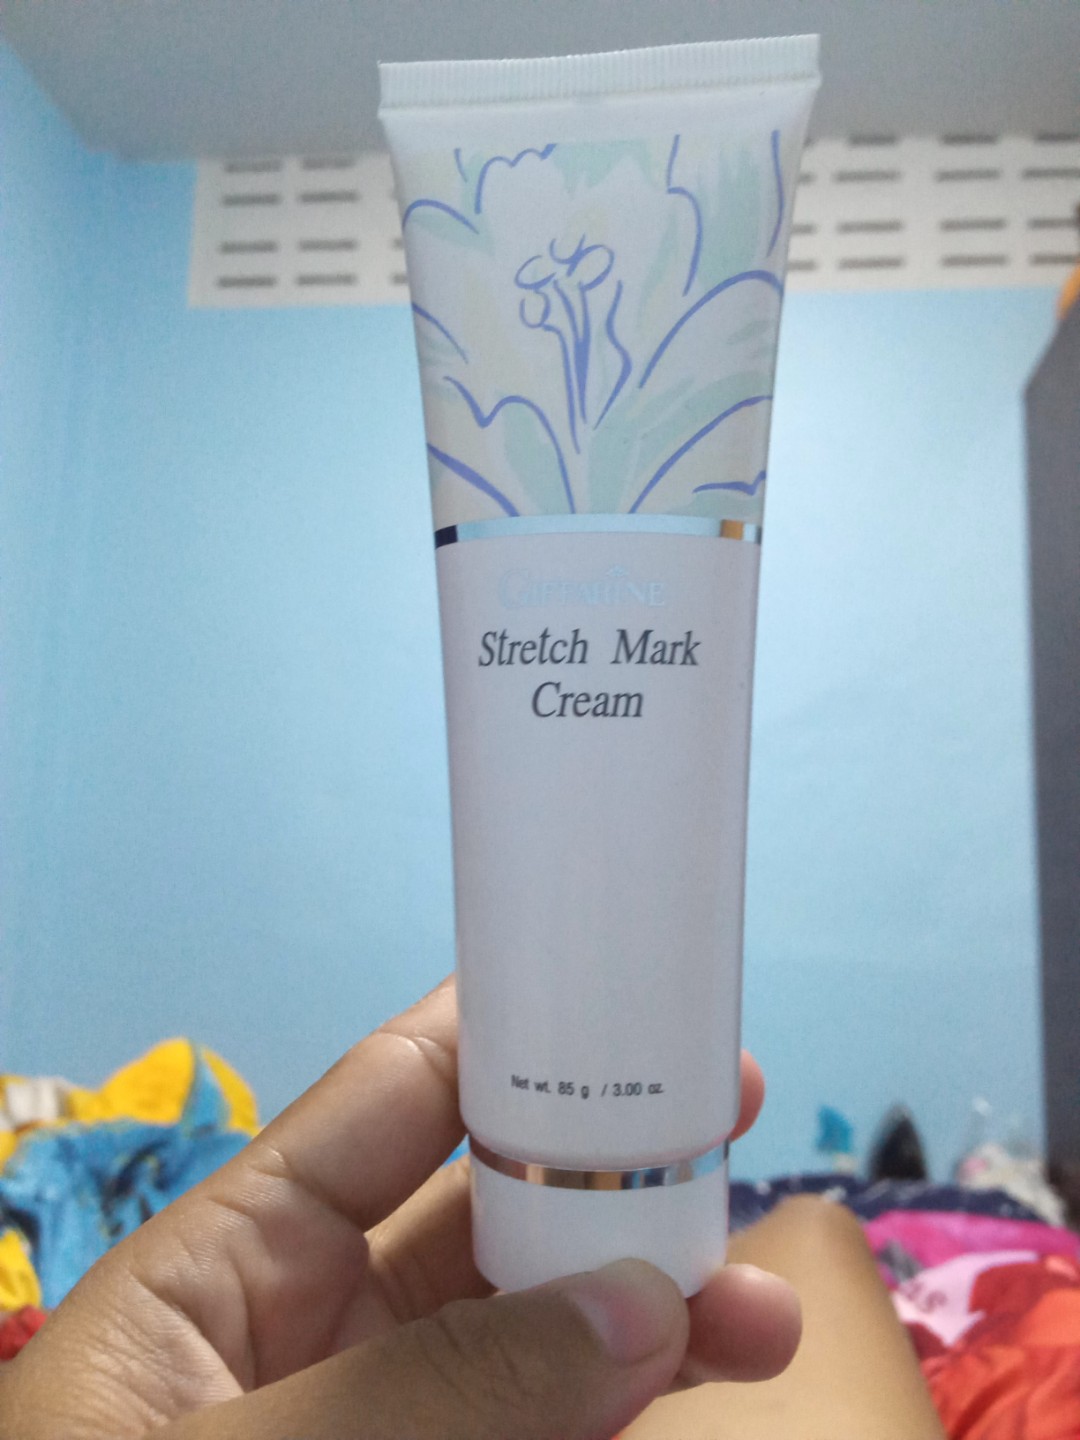 GIFFARINE
Stretch Mark
Cream
Net wt. 85 g / 3.00 oz.